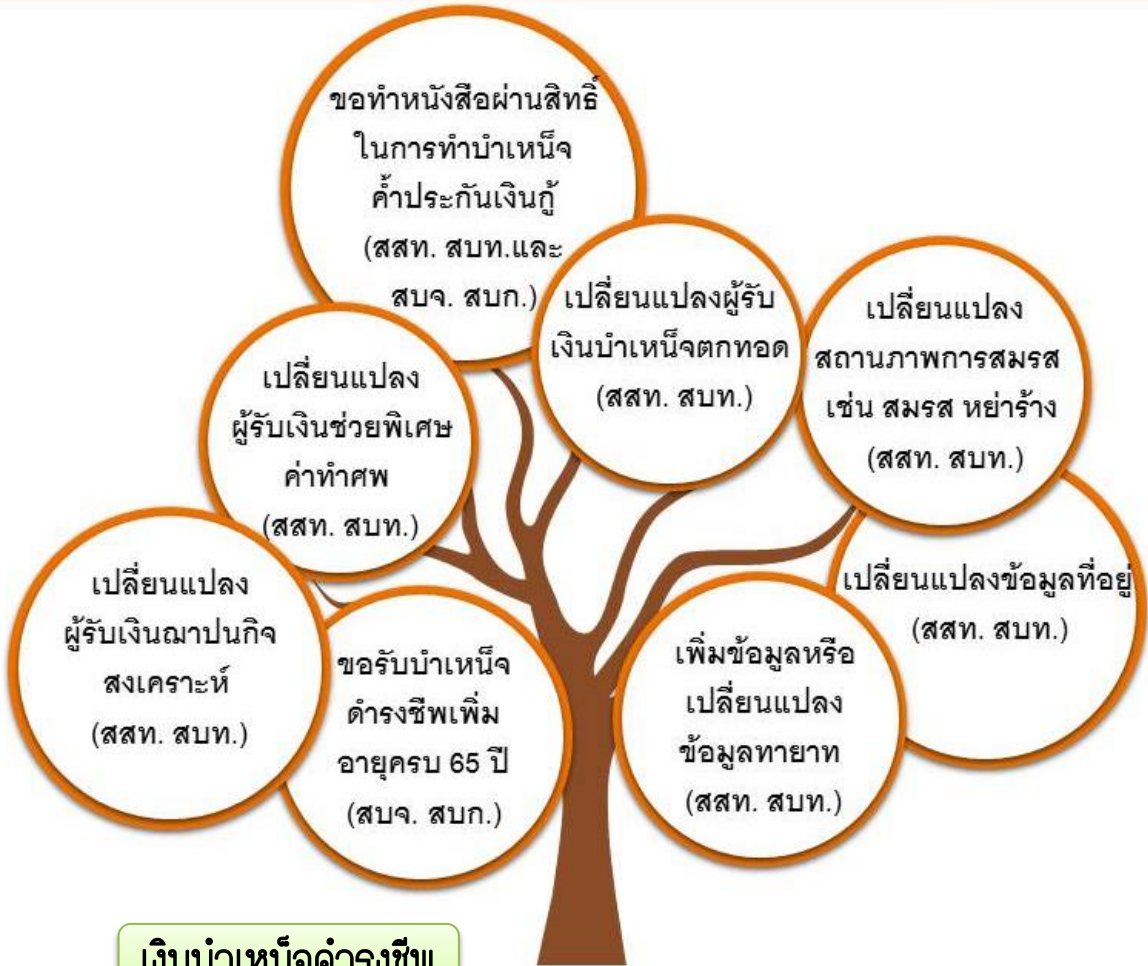 ขอทำหนังสือผ่านสิทธิ์
ในการทำบำเหน็จ
ค้ำประกันเงินกู้
(สสท. สบท.และ
สบจ. สบก.)
เปลี่ยนแปลงผู้รับ
เงินบำเหน็จตกทอด
(สสท. สบท.)
เปลี่ยนแปลง
สถานภาพการสมรส
เช่น สมรส หย่าร้าง
(สสท. สบท.)
เปลี่ยนแปลง
ผู้รับเงินช่วยพิเศษ
ค่าทำศพ
(สสท. สบท.)
เปลี่ยนแปลง
ผู้รับเงินฌาปนกิจ
สงเคราะห์
(สสท. สบท.)
ขอรับบำเหน็จ
ดำรงชีพเพิ่ม
อายุครบ 65 ปี
(สบจ. สบก.)
เพิ่มข้อมูลหรือ
เปลี่ยนแปลง
ข้อมูลทายาท
(สสท. สบท.)
เปลี่ยนแปลงข้อมูลที่อยู่
(สสท. สบท.)
เงินบำเหน็จดำรงชีพ